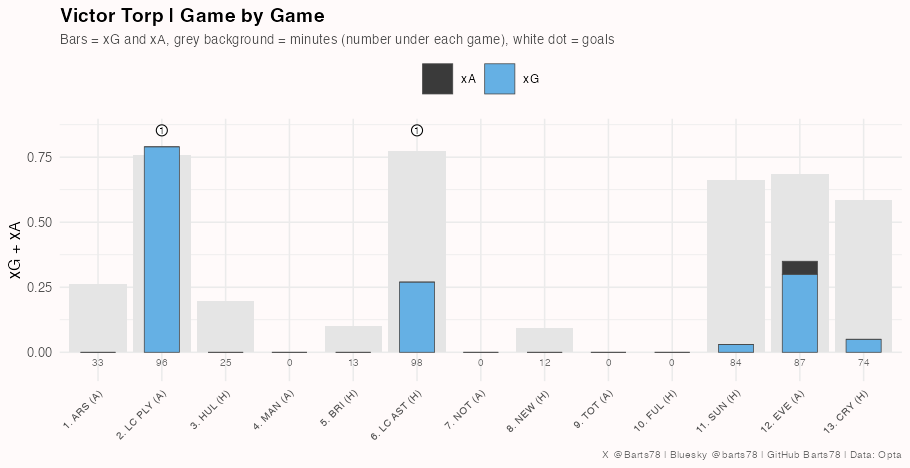 Victor Torp | Game by Game
Bars = xG and xA, grey background = minutes (number under each game), white dot = goals
xA xG
1 1
xG + xA
0.75
0.50
0.25
0.00
33 96 25 0 13 98 0 12 0 0 84 87 74
1. ARS (A)
2. LC PLY (A)
3. HUL (H)
4. MAN (A)
5. BRI (H)
6. LC AST (H)
7. NOT (A)
8. NEW (H)
9. TOT (A)
10. FUL (H)
11. SUN (H)
12. EVE (A)
13. CRY (H)
X @Barts78 | Bluesky @barts78 | GitHub Barts78 | Data: Opta